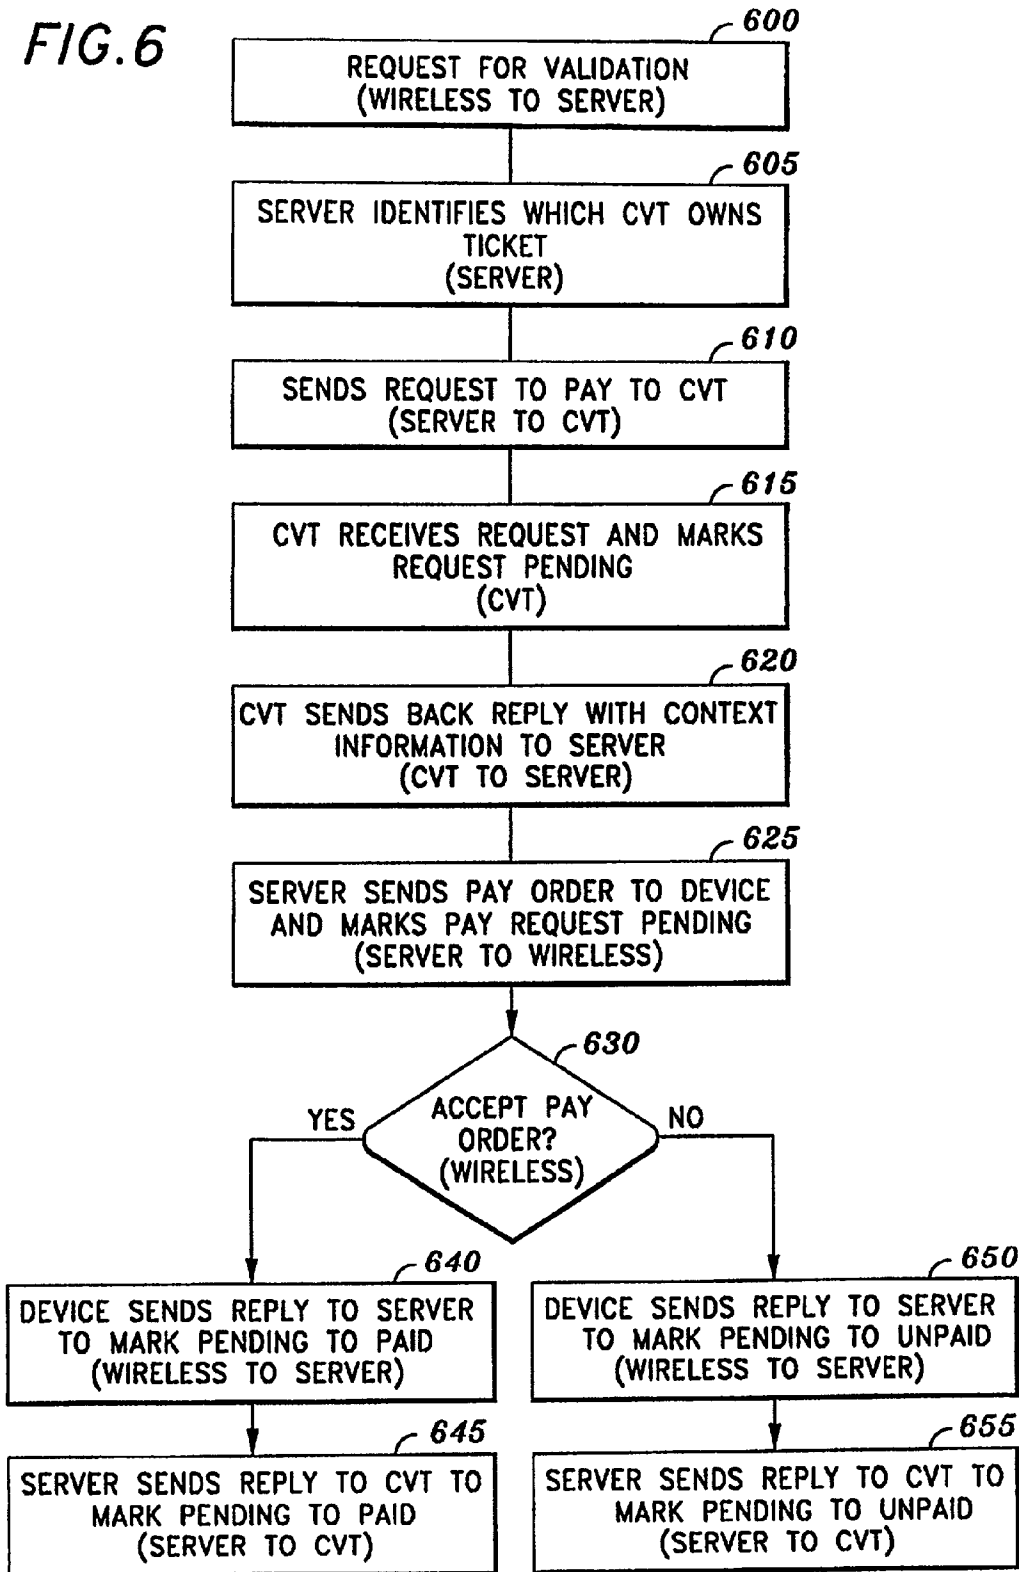 FIG.6
600
REQUEST FOR VALIDATION
(WIRELESS TO SERVER)
605
SERVER IDENTIFIES WHICH CVT OWNS
TICKET
(SERVER)
610
SENDS REQUEST TO PAY TO CVT
(SERVER TO CVT)
615
CVT RECEIVES REQUEST AND MARKS
REQUEST PENDING
(CVT)
620
CVT SENDS BACK REPLY WITH CONTEXT
INFORMATION TO SERVER
(CVT TO SERVER)
625
SERVER SENDS PAY ORDER TO DEVICE
AND MARKS PAY REQUEST PENDING
(SERVER TO WIRELESS)
630
ACCEPT PAY
ORDER?
(WIRELESS)
YES
NO
640
DEVICE SENDS REPLY TO SERVER
TO MARK PENDING TO PAID
(WIRELESS TO SERVER)
650
DEVICE SENDS REPLY TO SERVER
TO MARK PENDING TO UNPAID
(WIRELESS TO SERVER)
645
SERVER SENDS REPLY TO CVT TO
MARK PENDING TO PAID
(SERVER TO CVT)
655
SERVER SENDS REPLY TO CVT TO
MARK PENDING TO UNPAID
(SERVER TO CVT)